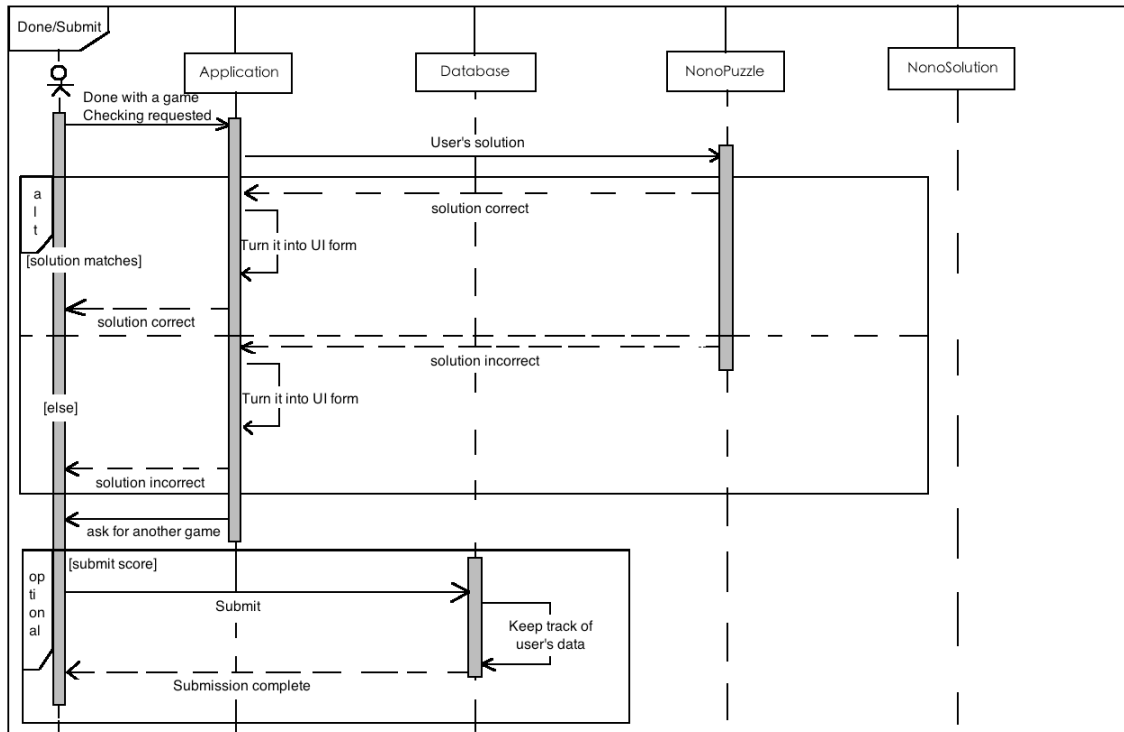 Done/Submit
Application
Database
NonoPuzzle
NonoSolution
Done with a game
Checking requested
User's solution
a
l
t
solution correct
Turn it into UI form
[solution matches]
solution correct
solution incorrect
Turn it into UI form
[else]
solution incorrect
ask for another game
[submit score]
op
ti
on
al
Submit
Keep track of
user's data
Submission complete